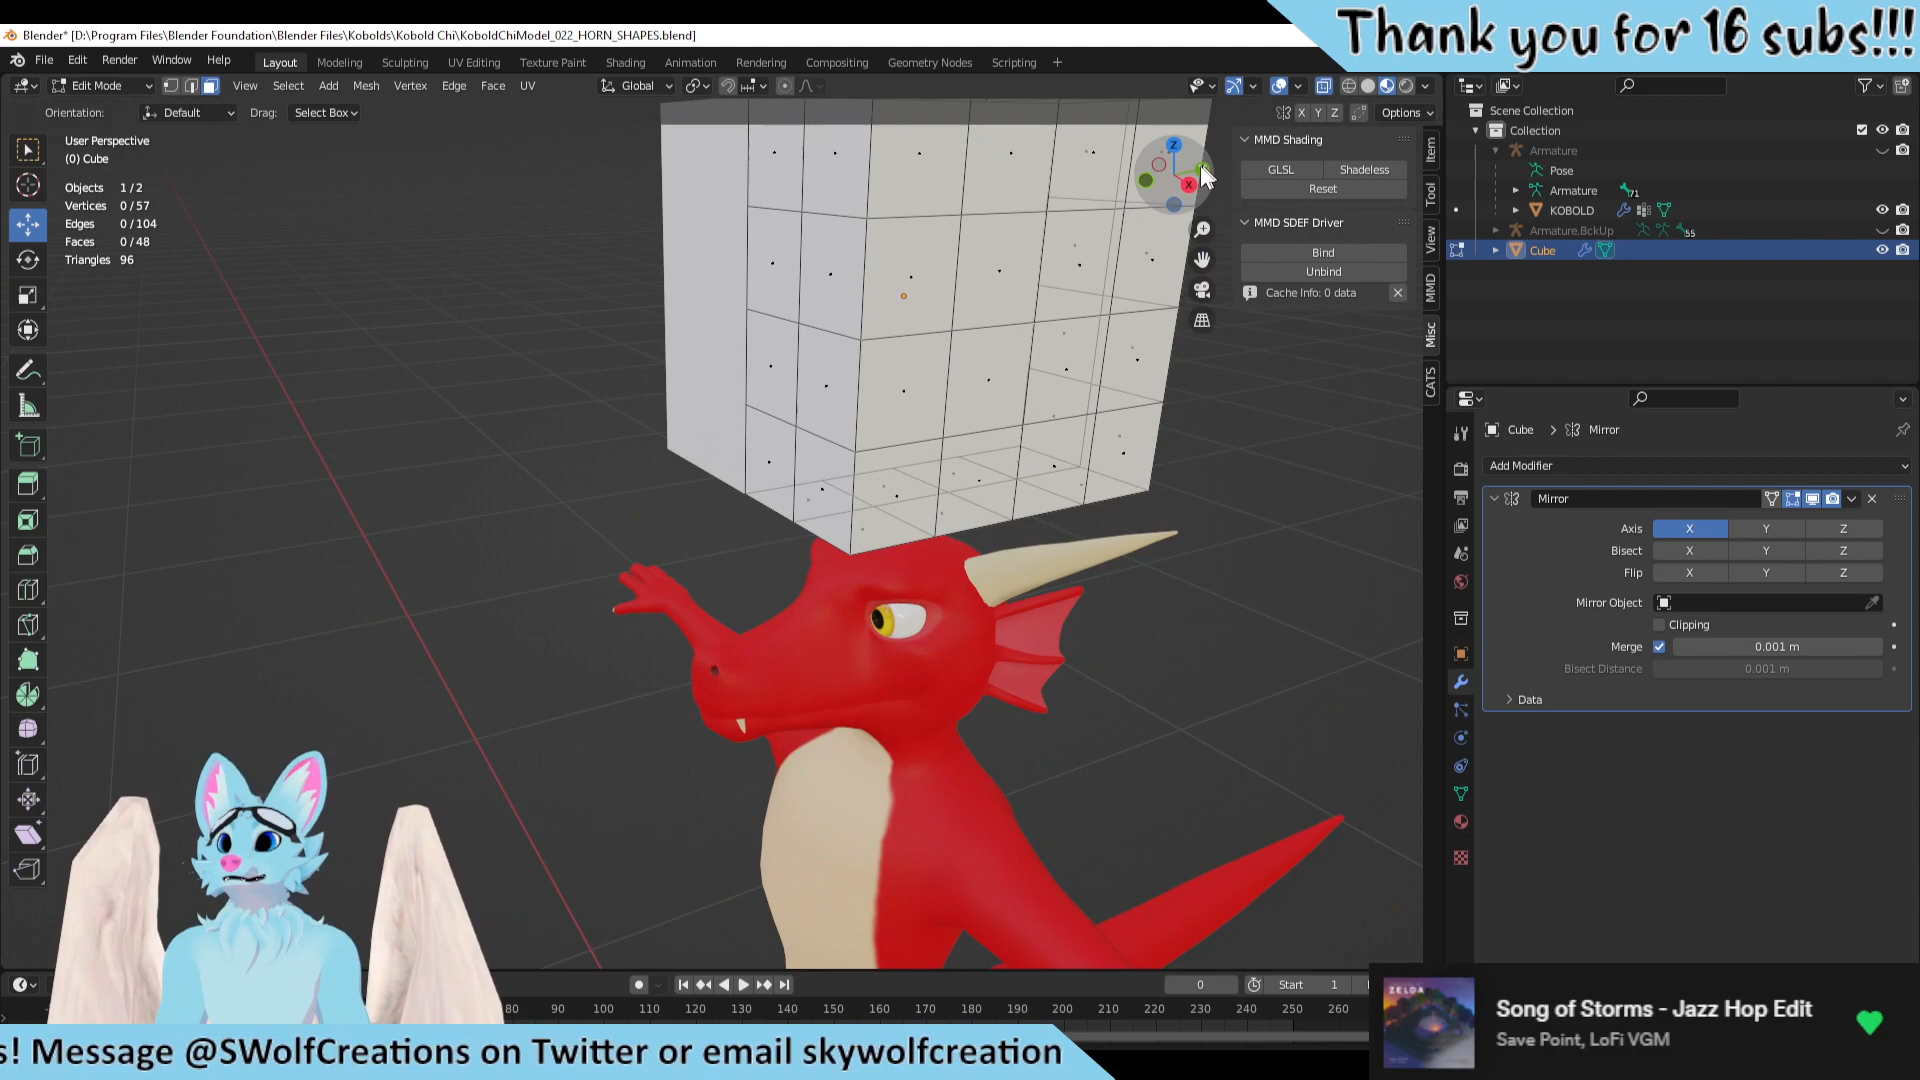 Blender* [D:\Program Files\Blender Foundation\Blender Files\Kobolds\Kobold Chi\KoboldChiModel_022_HORN_SHAPES.blend]
Thank you for 16 subs!!!
File Edit Render Window Help Layout Modeling Sculpting UV Editing Texture Paint Shading Animation Rendering Compositing Geometry Nodes Scripting +
Edit Mode View Select Add Mesh Vertex Edge Face UV Global
Orientation: Default Drag: Select Box X Y Z Options
User Perspective
(0) Cube
Objects 1/2
Vertices 0/57
Edges 0/104
Faces 0/48
Triangles 96
Z
X
MMD Shading
GLSL Shadeless
Reset
MMD SDEF Driver
Bind
Unbind
Cache Info: 0 data
Item
Tool
View
MMD
Misc
CATS
Scene Collection
Collection
Armature
Pose
Armature 71
KOBOLD
Armature.BckUp 55
Cube
Cube > Mirror
Add Modifier
Mirror
Axis X Y Z
Bisect X Y Z
Flip X Y Z
Mirror Object
Clipping
Merge 0.001 m
Bisect Distance 0.001 m
Data
0 Start 1
80 90 100 110 120 130 140 150 160 170 180 190 200 210 220 230 240 250 260
ZELDA
Song of Storms - Jazz Hop Edit
Save Point, LoFi VGM
s! Message @SWolfCreations on Twitter or email skywolfcreation